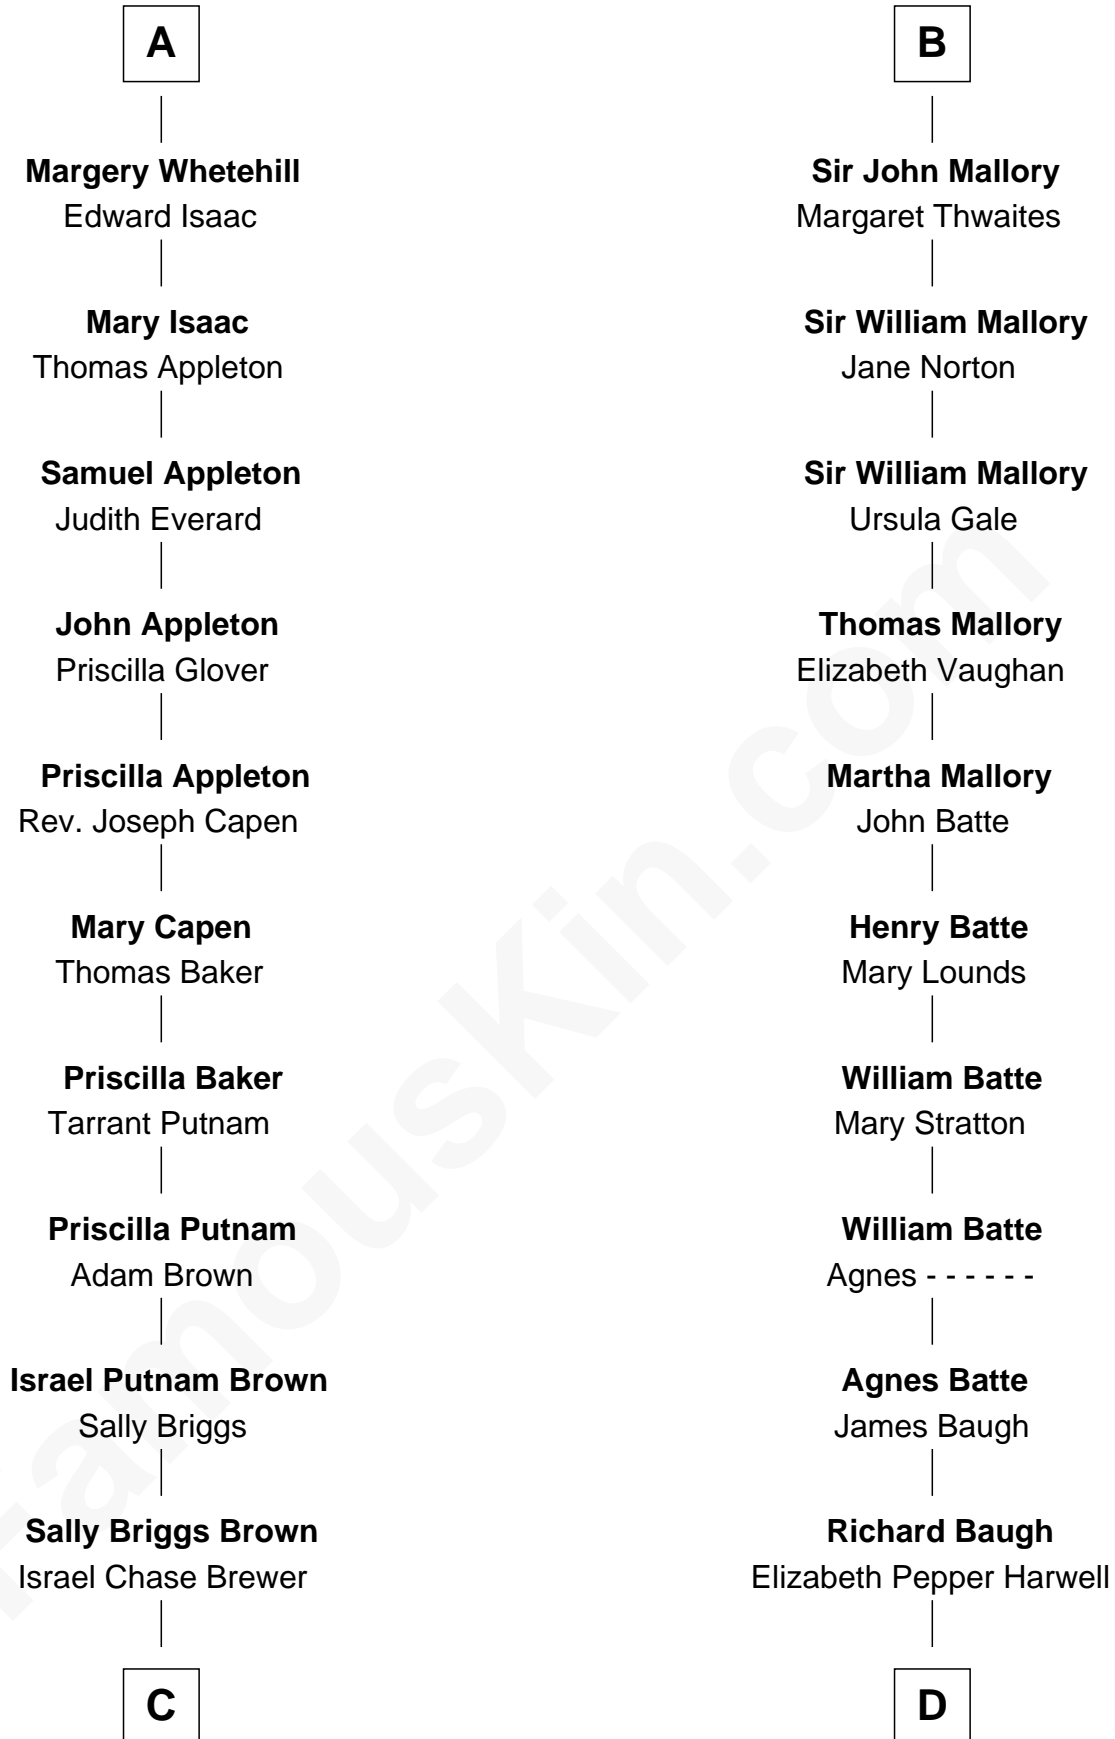 A
Margery Whetehill
Edward Isaac
Mary Isaac
Thomas Appleton
Samuel Appleton
Judith Everard
John Appleton
Priscilla Glover
Priscilla Appleton
Rev. Joseph Capen
Mary Capen
Thomas Baker
Priscilla Baker
Tarrant Putnam
Priscilla Putnam
Adam Brown
Israel Putnam Brown
Sally Briggs
Sally Briggs Brown
Israel Chase Brewer
C
B
Sir John Mallory
Margaret Thwaites
Sir William Mallory
Jane Norton
Sir William Mallory
Ursula Gale
Thomas Mallory
Elizabeth Vaughan
Martha Mallory
John Batte
Henry Batte
Mary Lounds
William Batte
Mary Stratton
William Batte
Agnes - - - - - -
Agnes Batte
James Baugh
Richard Baugh
Elizabeth Pepper Harwell
D
FamousKin.com